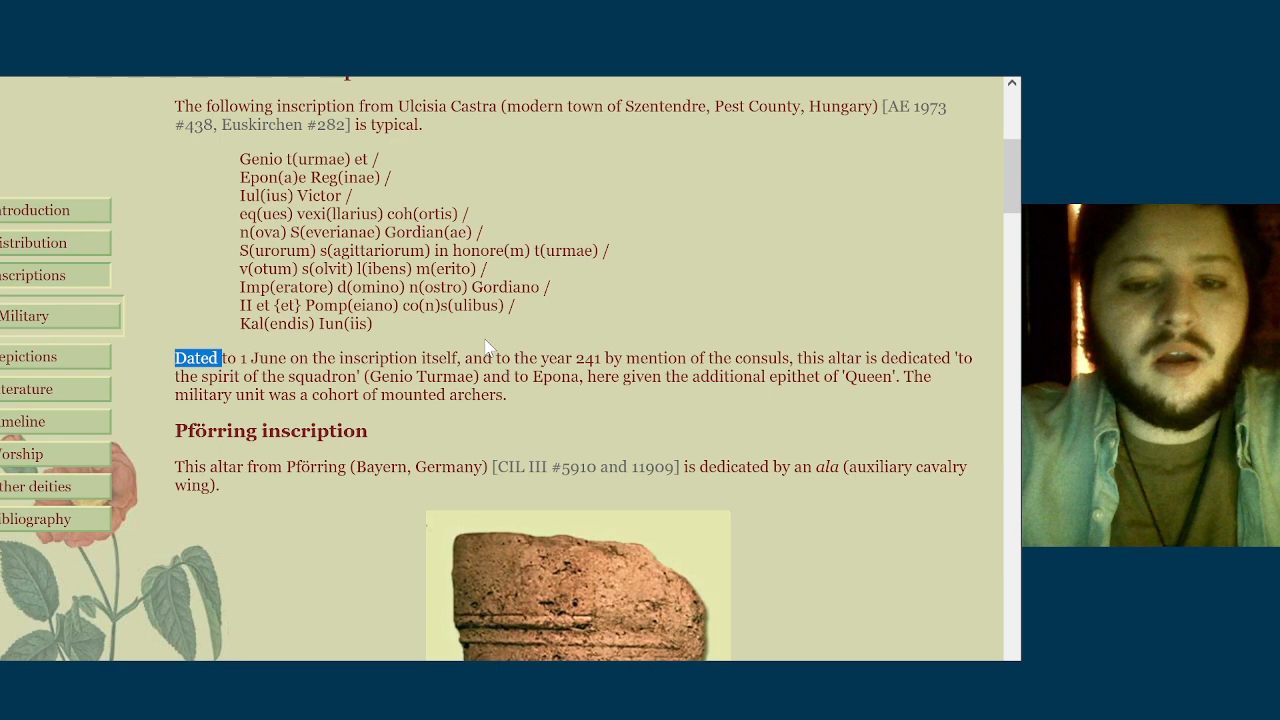 The following inscription from Ulcisia Castra (modern town of Szentendre, Pest County, Hungary) [AE 1973
#438, Euskirchen #282] is typical.
Genio t(urmae) et /
Epon(a)e Reg(inae) /
Iul(ius) Victor /
eq(ues) vexi(llarius) coh(ortis) /
n(ova) S(everianae) Gordian(ae) /
S(urorum) s(agittariorum) in honore(m) t(urmae) /
v(otum) s(olvit) l(ibens) m(erito) /
Imp(eratore) d(omino) n(ostro) Gordiano /
II et {et} Pomp(eiano) co(n)s(ulibus) /
Kal(endis) Iun(iis)
Dated to 1 June on the inscription itself, and to the year 241 by mention of the consuls, this altar is dedicated 'to
the spirit of the squadron' (Genio Turmae) and to Epona, here given the additional epithet of 'Queen'. The
military unit was a cohort of mounted archers.
Pförring inscription
This altar from Pförring (Bayern, Germany) [CIL III #5910 and 11909] is dedicated by an ala (auxiliary cavalry
wing).
ntroduction
istribution
scriptions
Military
epictions
terature
meline
orship
ther deities
ibliography